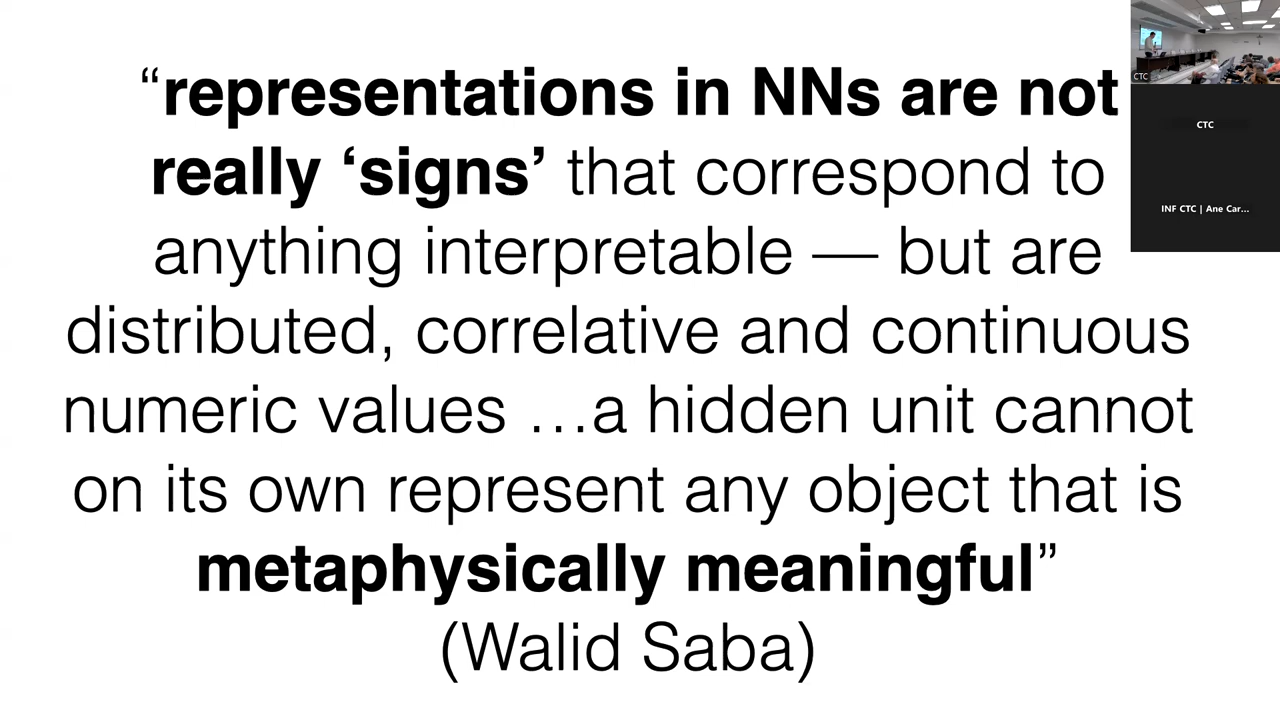 “representations in NNs are not
really ‘signs’ that correspond to
anything interpretable — but are
distributed, correlative and continuous
numeric values …a hidden unit cannot
on its own represent any object that is
metaphysically meaningful”
(Walid Saba)
CTC
CTC
INF CTC | Ane Car...